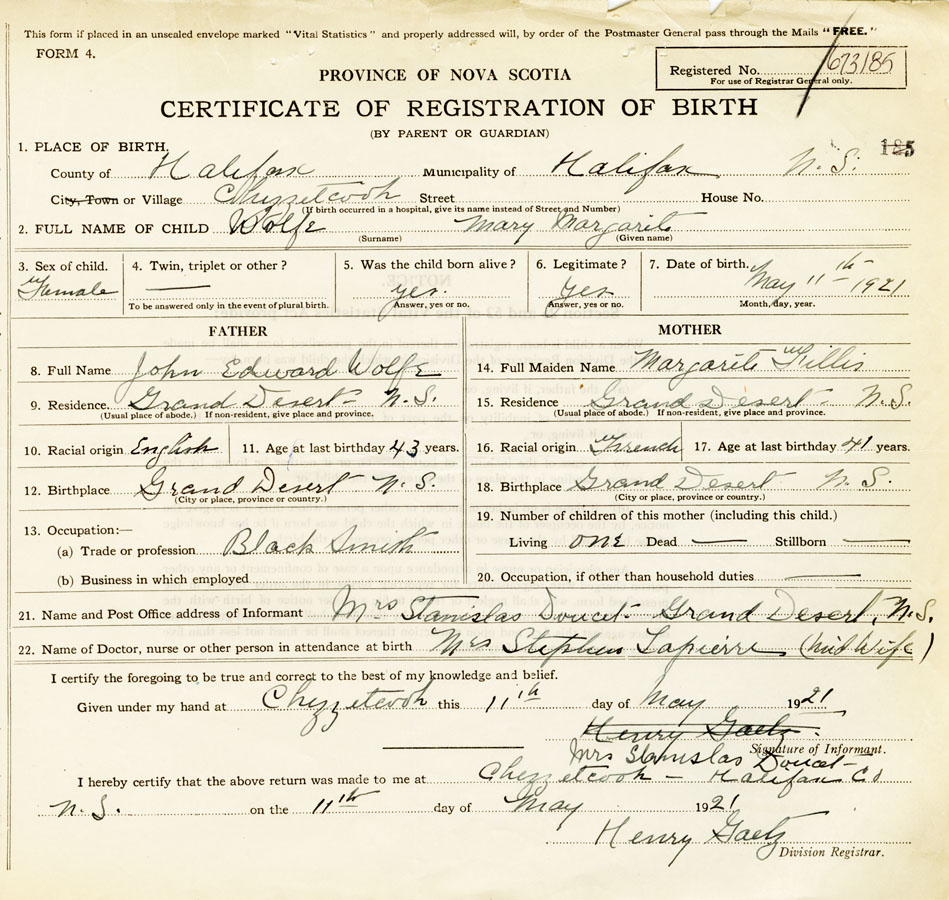 This form if placed in an unsealed envelope marked "Vital Statistics" and properly addressed will, by order of the Postmaster General pass through the Mails "FREE."
FORM 4.
Registered No. 673185
For use of Registrar General only.
PROVINCE OF NOVA SCOTIA
CERTIFICATE OF REGISTRATION OF BIRTH
(BY PARENT OR GUARDIAN)
1. PLACE OF BIRTH.
185
County of Halifax Municipality of Halifax N.S.
City, Town or Village Chezzetcook Street House No.
(If birth occurred in a hospital, give its name instead of Street and Number)
2. FULL NAME OF CHILD Wolfe Mary Margarite
(Surname) (Given name)
3. Sex of child. 4. Twin, triplet or other? 5. Was the child born alive? 6. Legitimate? 7. Date of birth.
Female — yes. Yes May 11th 1921
To be answered only in the event of plural birth. Answer, yes or no. Answer, yes or no. Month, day, year.
FATHER
8. Full Name John Edward Wolfe
9. Residence. Grand Desert N.S.
(Usual place of abode.) If non-resident, give place and province.
10. Racial origin English 11. Age at last birthday 43 years.
12. Birthplace Grand Desert N.S.
(City or place, province or country.)
13. Occupation:—
(a) Trade or profession Black Smith
(b) Business in which employed
MOTHER
14. Full Maiden Name Margarite Fillis
15. Residence Grand Desert N.S.
(Usual place of abode.) If non-resident, give place and province.
16. Racial origin French 17. Age at last birthday 41 years.
18. Birthplace Grand Desert N.S.
(City or place, province or country.)
19. Number of children of this mother (including this child.)
Living one Dead — Stillborn —
20. Occupation, if other than household duties —
21. Name and Post Office address of Informant Mrs Stanislas Doucet Grand Desert, N.S.
22. Name of Doctor, nurse or other person in attendance at birth Mrs Stephen Lapierre (Mid Wife)
I certify the foregoing to be true and correct to the best of my knowledge and belief.
Given under my hand at Chezzetcook this 11th day of May 1921
Henry Gaetz
Signature of Informant.
Mrs Stanislas Doucet
I hereby certify that the above return was made to me at Chezzetcook – Halifax Co
N.S. on the 11th day of May 1921
Henry Gaetz
Division Registrar.